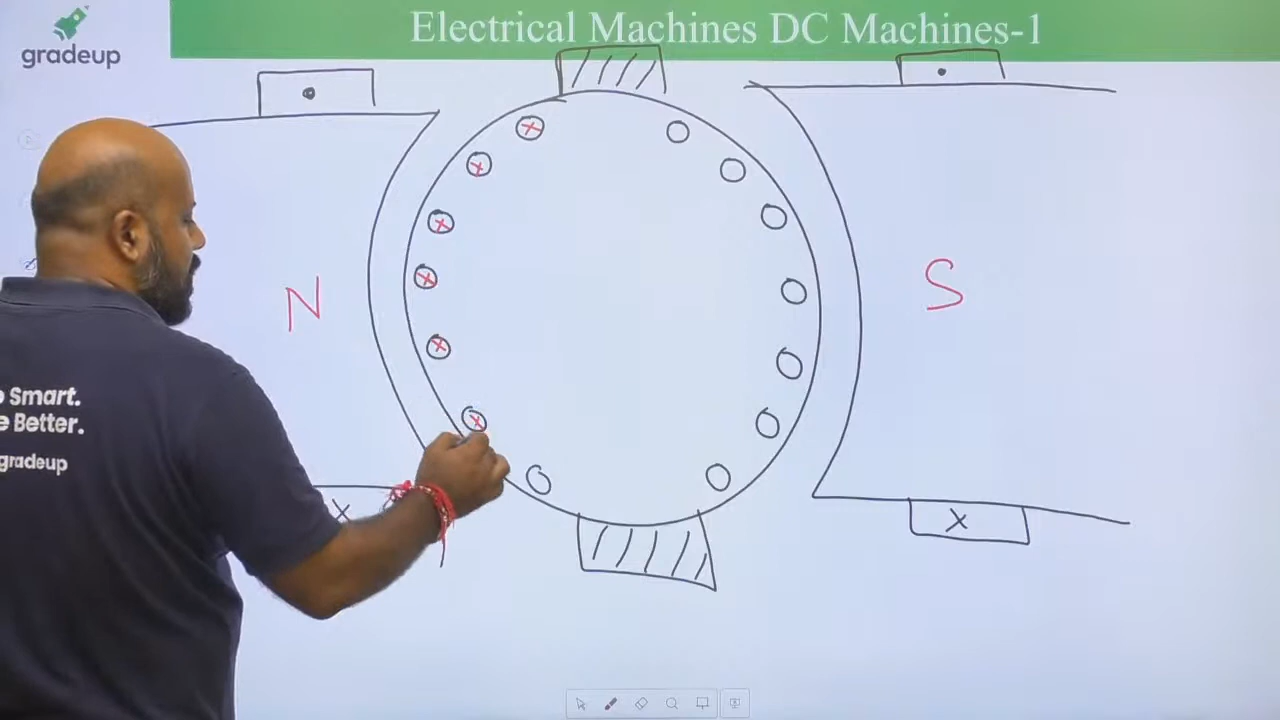 gradeup
Electrical Machines DC Machines-1
N
S
Smart.
Better.
gradeup
x
x